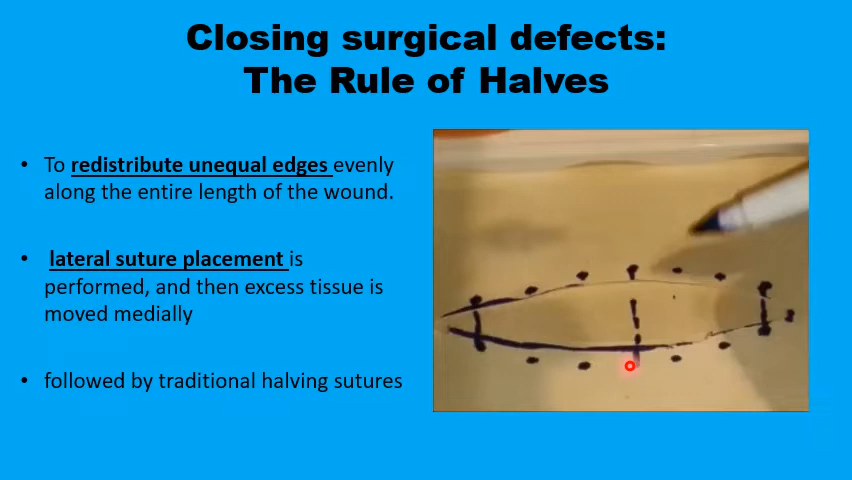 Closing surgical defects:
The Rule of Halves
• To redistribute unequal edges evenly
along the entire length of the wound.
• lateral suture placement is
performed, and then excess tissue is
moved medially
• followed by traditional halving sutures